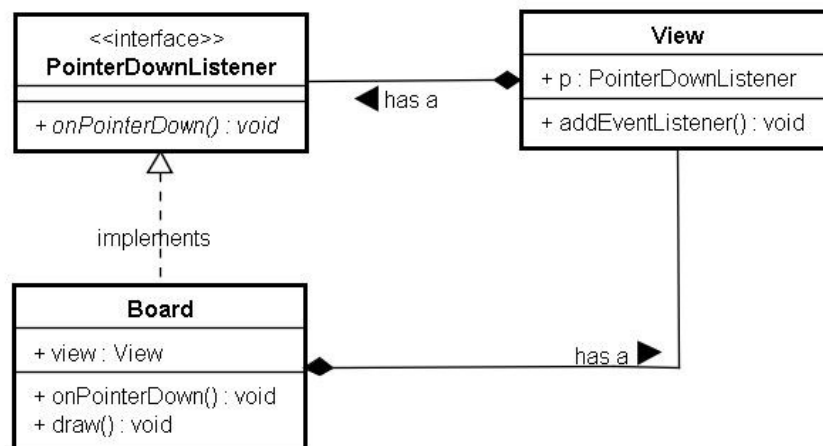 <<interface>>
PointerDownListener
+ onPointerDown() : void
View
+ p : PointerDownListener
+ addEventListener() : void
has a
implements
Board
+ view : View
+ onPointerDown() : void
+ draw() : void
has a